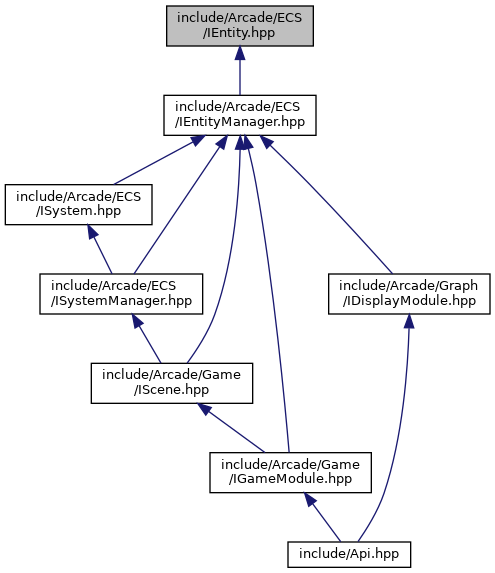 include/Arcade/ECS
/IEntity.hpp
include/Arcade/ECS
/IEntityManager.hpp
include/Arcade/ECS
/ISystem.hpp
include/Arcade/ECS
/ISystemManager.hpp
include/Arcade/Graph
/IDisplayModule.hpp
include/Arcade/Game
/IScene.hpp
include/Arcade/Game
/IGameModule.hpp
include/Api.hpp